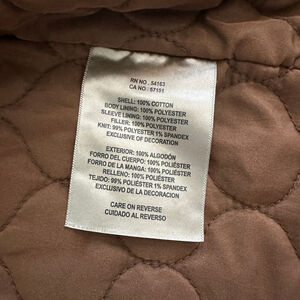 RN NO. 54163
CA NO : 57151
SHELL: 100% COTTON
BODY LINING: 100% POLYESTER
SLEEVE LINING: 100% POLYESTER
FILLER: 100% POLYESTER
KNIT: 99% POLYESTER 1% SPANDEX
EXCLUSIVE OF DECORATION
EXTERIOR: 100% ALGODÓN
FORRO DEL CUERPO: 100% POLIÉSTER
FORRO DE LA MANGA: 100% POLIÉSTER
RELLENO: 100% POLIÉSTER
TEJIDO: 99% POLIÉSTER 1% SPANDEX
EXCLUSIVE DE LA DECORACIÓN
CARE ON REVERSE
CUIDADO AL REVERSO